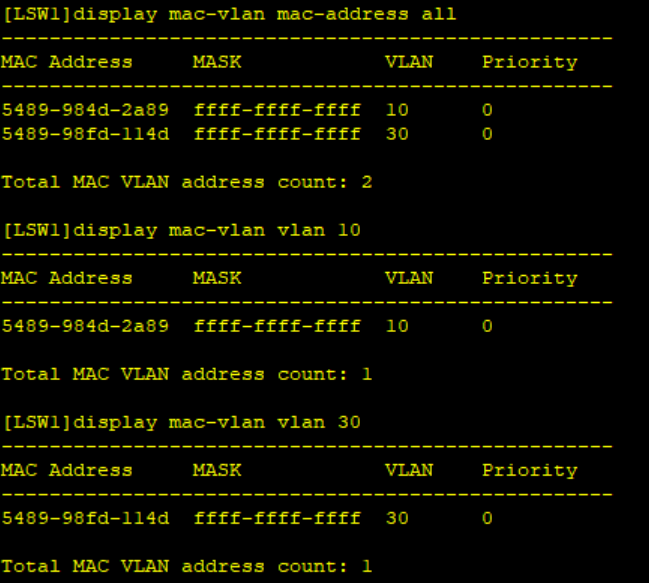 [LSW1]display mac-vlan mac-address all
---------------------------------------------------
MAC Address     MASK            VLAN    Priority
---------------------------------------------------
5489-984d-2a89  ffff-ffff-ffff  10      0
5489-98fd-114d  ffff-ffff-ffff  30      0
Total MAC VLAN address count: 2
[LSW1]display mac-vlan vlan 10
---------------------------------------------------
MAC Address     MASK            VLAN    Priority
---------------------------------------------------
5489-984d-2a89  ffff-ffff-ffff  10      0
Total MAC VLAN address count: 1
[LSW1]display mac-vlan vlan 30
---------------------------------------------------
MAC Address     MASK            VLAN    Priority
---------------------------------------------------
5489-98fd-114d  ffff-ffff-ffff  30      0
Total MAC VLAN address count: 1